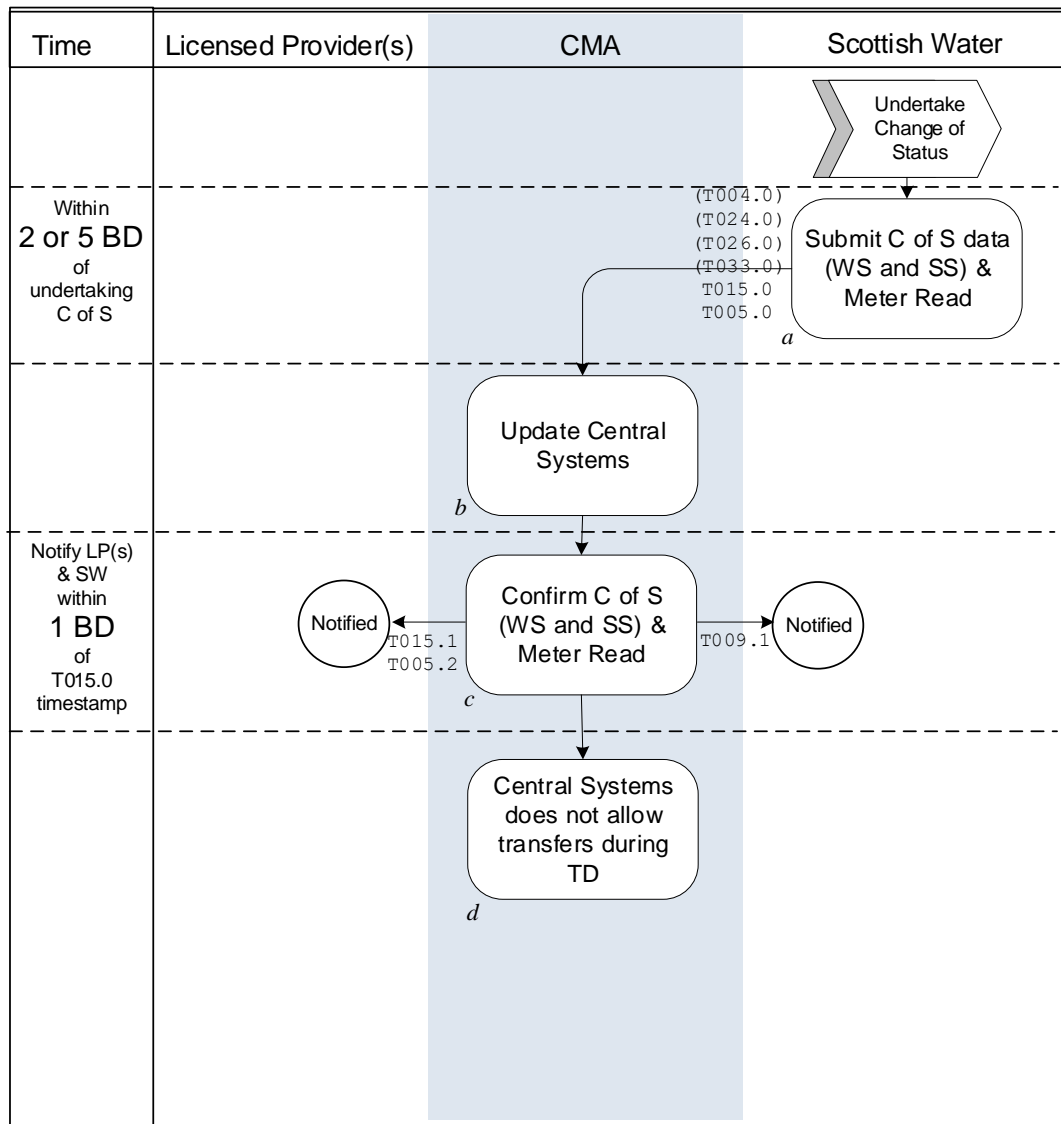 Time
Licensed Provider(s)
CMA
Scottish Water
Undertake
Change of
Status
Within
2 or 5 BD
of
undertaking
C of S
(T004.0)
(T024.0)
(T026.0)
(T033.0)
T015.0
T005.0
Submit C of S data
(WS and SS) &
Meter Read
a
Update Central
Systems
b
Notify LP(s)
& SW
within
1 BD
of
T015.0
timestamp
Notified
T015.1
T005.2
Confirm C of S
(WS and SS) &
Meter Read
c
T009.1
Notified
Central Systems
does not allow
transfers during
TD
d